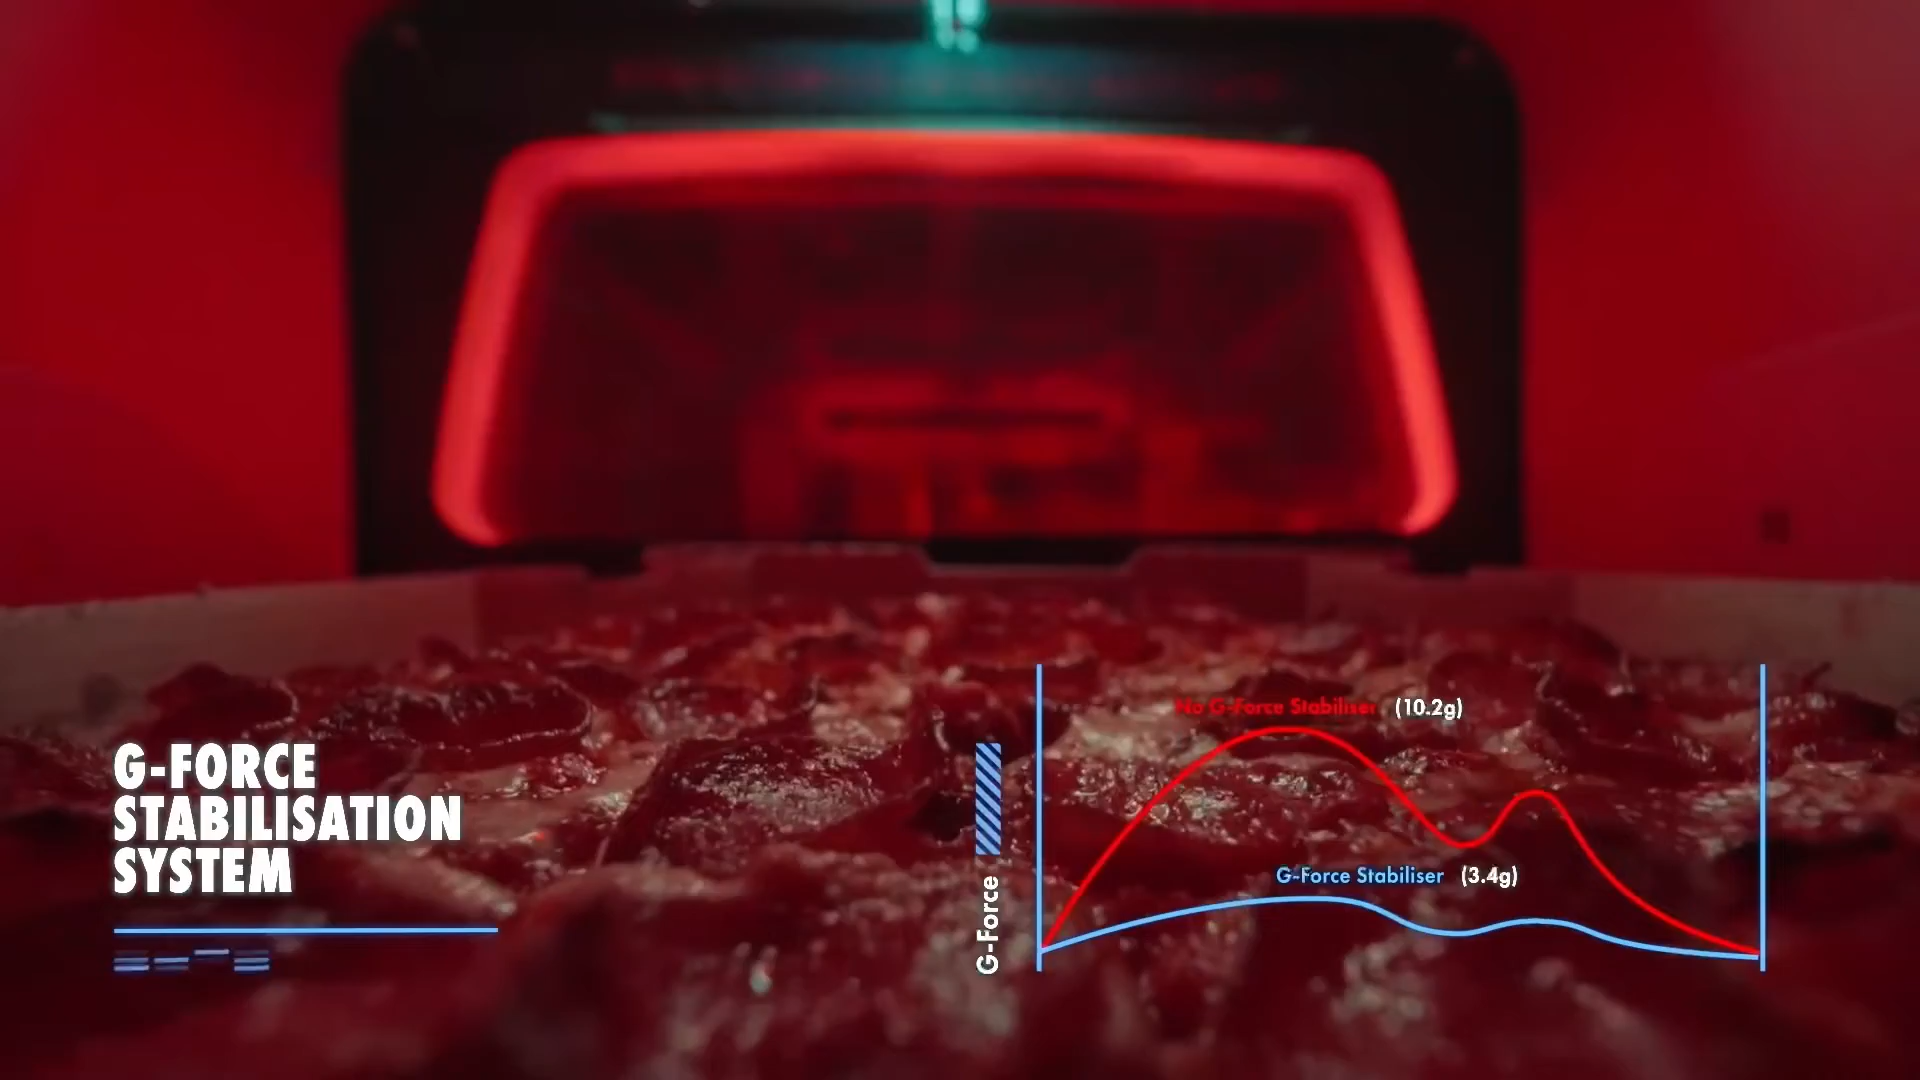 G-FORCE
STABILISATION
SYSTEM
G-Force
No G-Force Stabiliser (10.2g)
G-Force Stabiliser (3.4g)